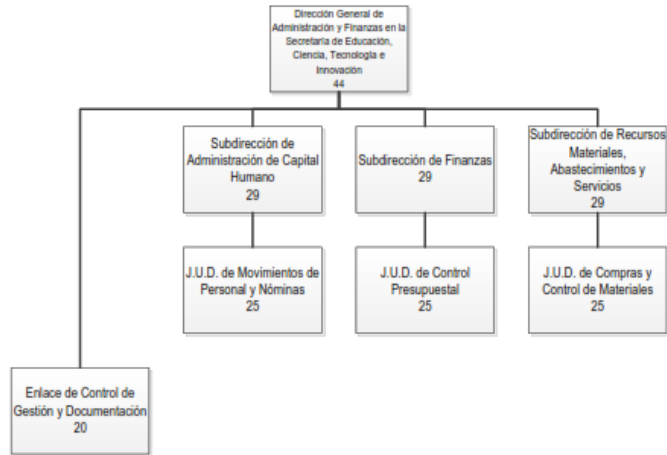 Dirección General de
Administración y Finanzas en la
Secretaría de Educación,
Ciencia, Tecnología e
Innovación
44
Subdirección de
Administración de Capital
Humano
29
Subdirección de Finanzas
29
Subdirección de Recursos
Materiales,
Abastecimientos y
Servicios
29
J.U.D. de Movimientos de
Personal y Nóminas
25
J.U.D. de Control
Presupuestal
25
J.U.D. de Compras y
Control de Materiales
25
Enlace de Control de
Gestión y Documentación
20